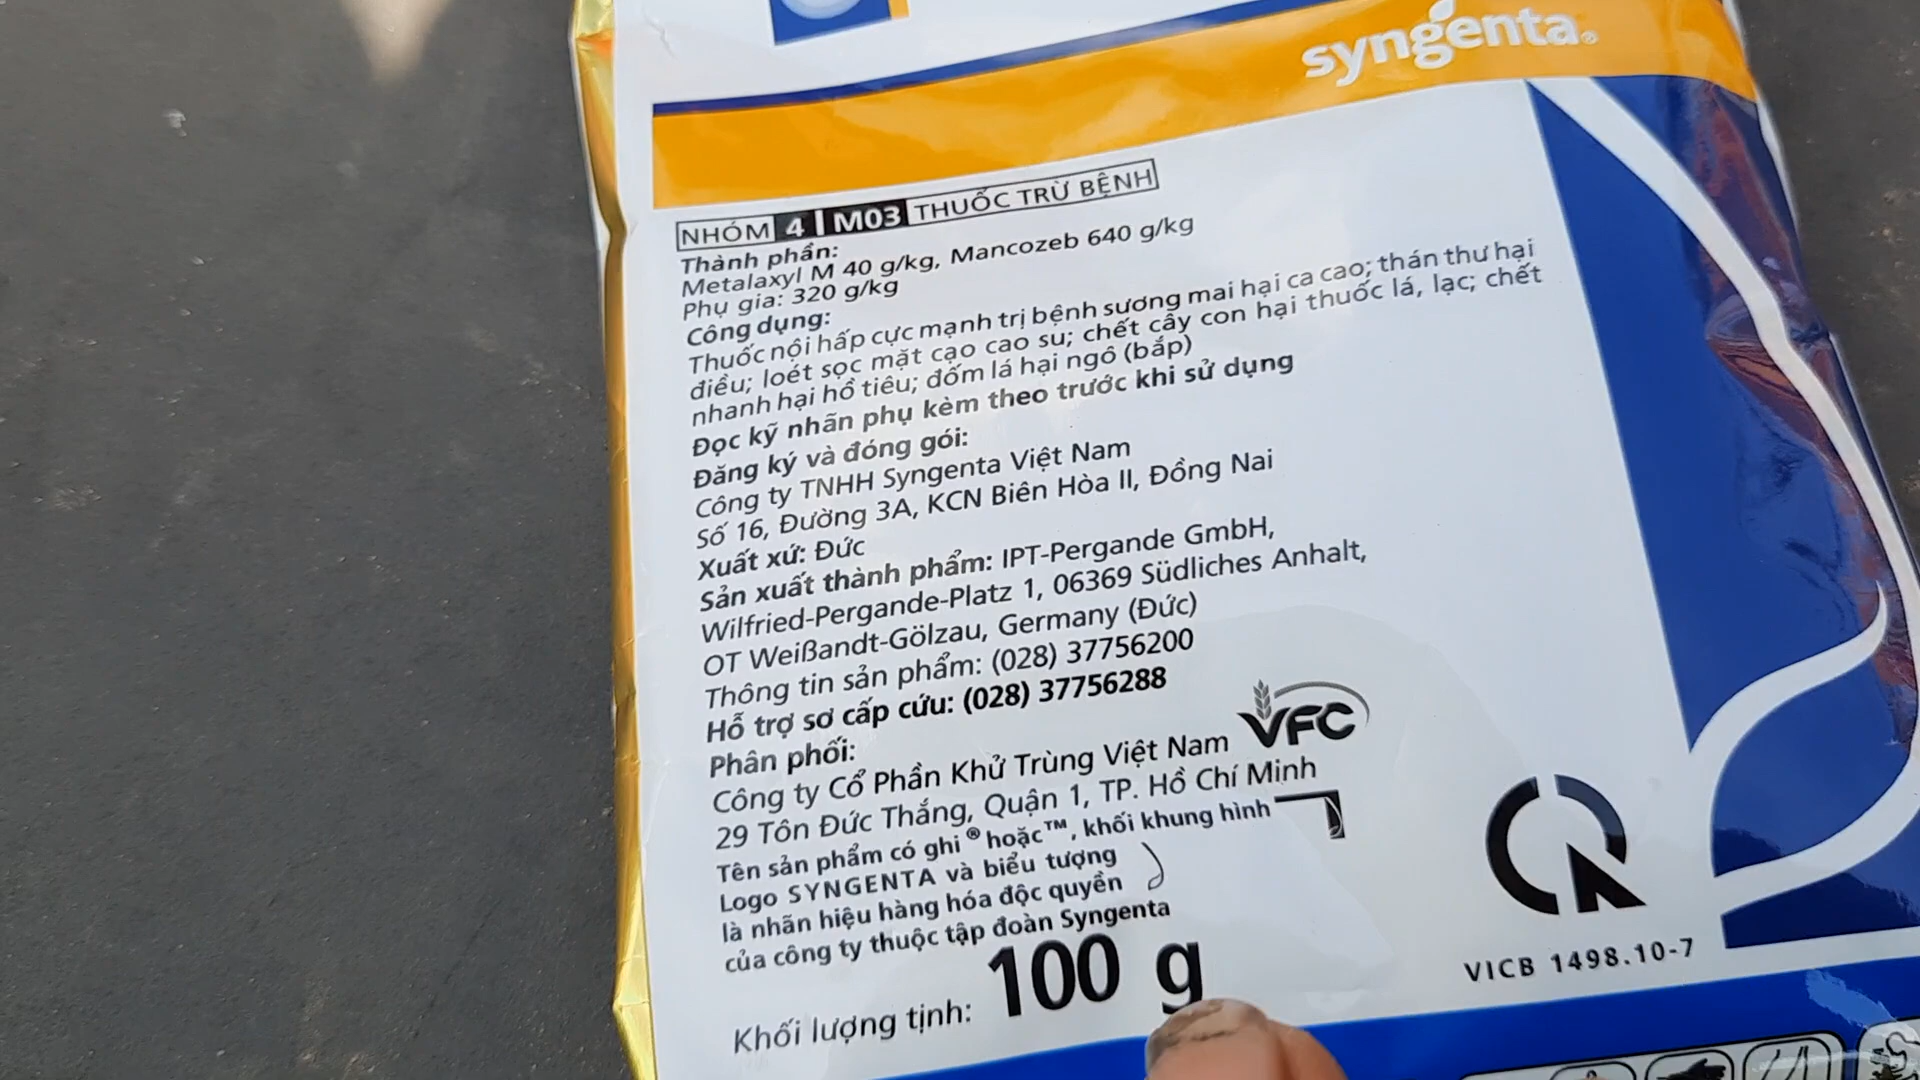 syngenta®
NHÓM 4 M03 THUỐC TRỪ BỆNH
Thành phần:
Metalaxyl M 40 g/kg, Mancozeb 640 g/kg
Phụ gia: 320 g/kg
Công dụng:
Thuốc nội hấp cực mạnh trị bệnh sương mai hại ca cao; thán thư hại
điều; loét sọc mặt cạo cao su; chết cây con hại thuốc lá, lạc; chết
nhanh hại hồ tiêu; đốm lá hại ngô (bắp)
Đọc kỹ nhãn phụ kèm theo trước khi sử dụng
Đăng ký và đóng gói:
Công ty TNHH Syngenta Việt Nam
Số 16, Đường 3A, KCN Biên Hòa II, Đồng Nai
Xuất xứ: Đức
Sản xuất thành phẩm: IPT-Pergande GmbH,
Wilfried-Pergande-Platz 1, 06369 Südliches Anhalt,
OT Weißandt-Gölzau, Germany (Đức)
Thông tin sản phẩm: (028) 37756200
Hỗ trợ sơ cấp cứu: (028) 37756288
Phân phối:
Công ty Cổ Phần Khử Trùng Việt Nam VFC
29 Tôn Đức Thắng, Quận 1, TP. Hồ Chí Minh
Tên sản phẩm có ghi ® hoặc ™, khối khung hình
Logo SYNGENTA và biểu tượng
là nhãn hiệu hàng hóa độc quyền
của công ty thuộc tập đoàn Syngenta
Khối lượng tịnh: 100 g
VICB 1498.10-7